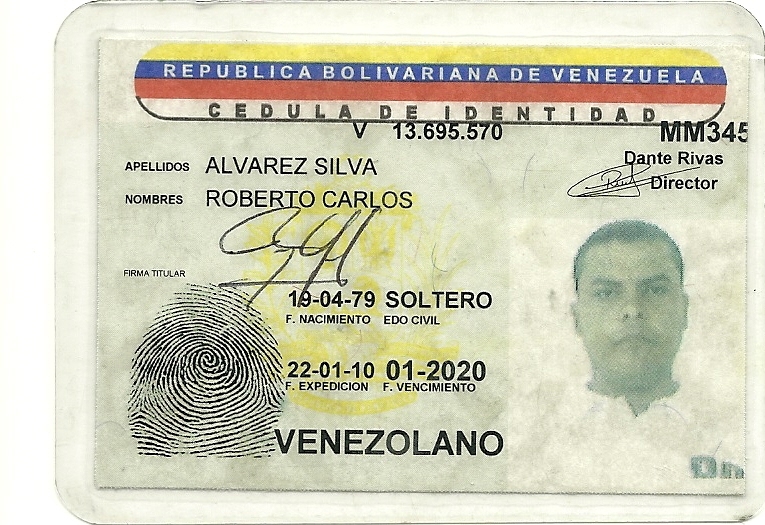 REPUBLICA BOLIVARIANA DE VENEZUELA
CEDULA DE IDENTIDAD
V 13.695.570 MM345
Dante Rivas
Director
APELLIDOS ALVAREZ SILVA
NOMBRES ROBERTO CARLOS
FIRMA TITULAR
19-04-79 SOLTERO
F. NACIMIENTO EDO CIVIL
22-01-10 01-2020
F. EXPEDICION F. VENCIMIENTO
VENEZOLANO